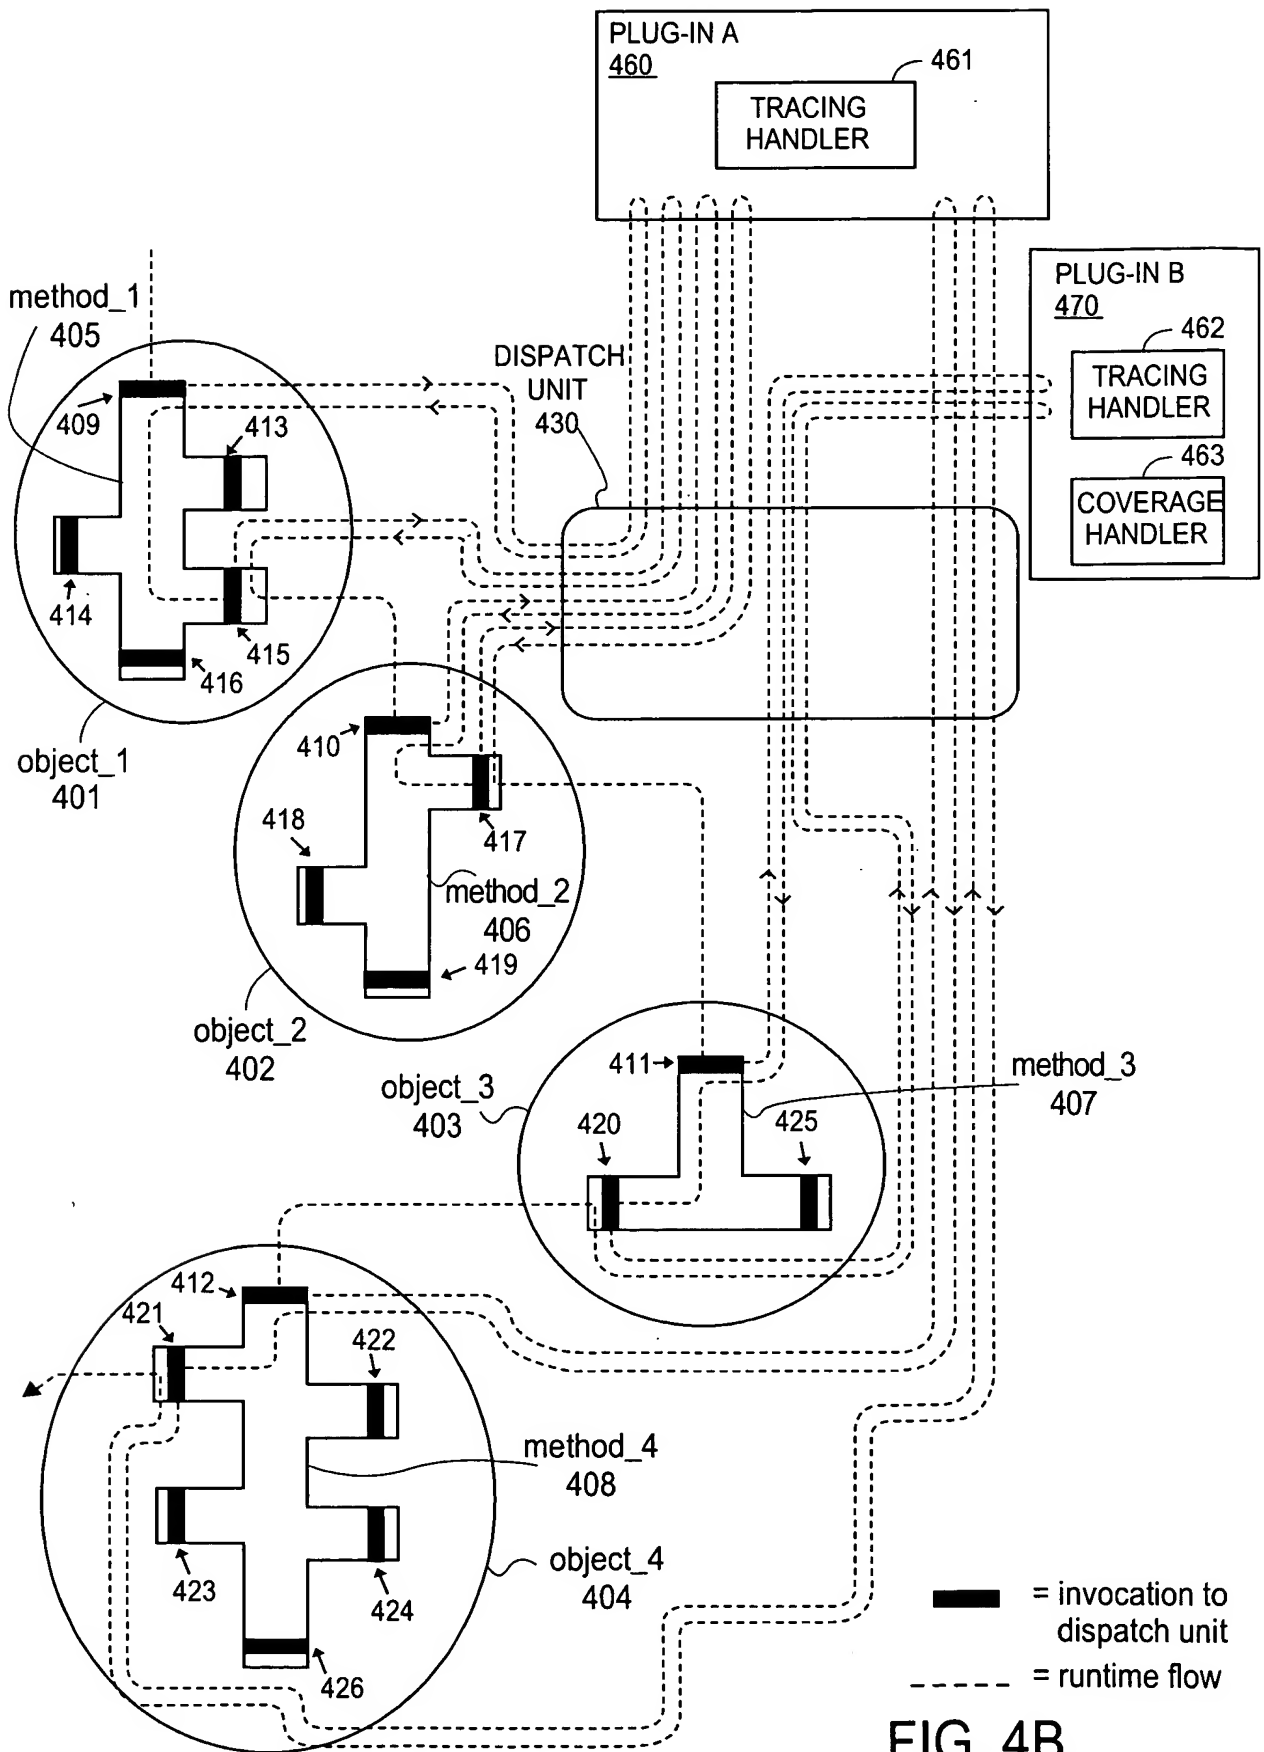 PLUG-IN A
460
461
TRACING
HANDLER
PLUG-IN B
470
462
TRACING
HANDLER
463
COVERAGE
HANDLER
method_1
405
DISPATCH
UNIT
430
409
413
414
415
416
object_1
401
410
417
418
method_2
406
419
object_2
402
411
object_3
403
method_3
407
420
425
412
421
422
method_4
408
423
424
object_4
404
426
= invocation to
dispatch unit
= runtime flow
FIG. 4B